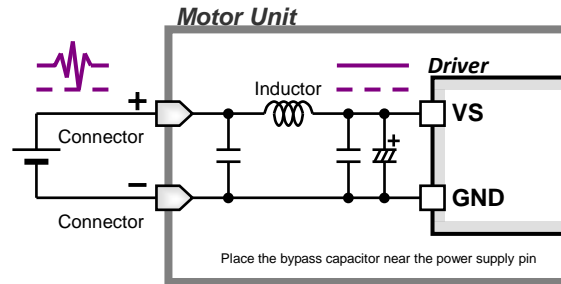 Motor Unit
Driver
Inductor
+
VS
Connector
+
−
GND
Connector
Place the bypass capacitor near the power supply pin